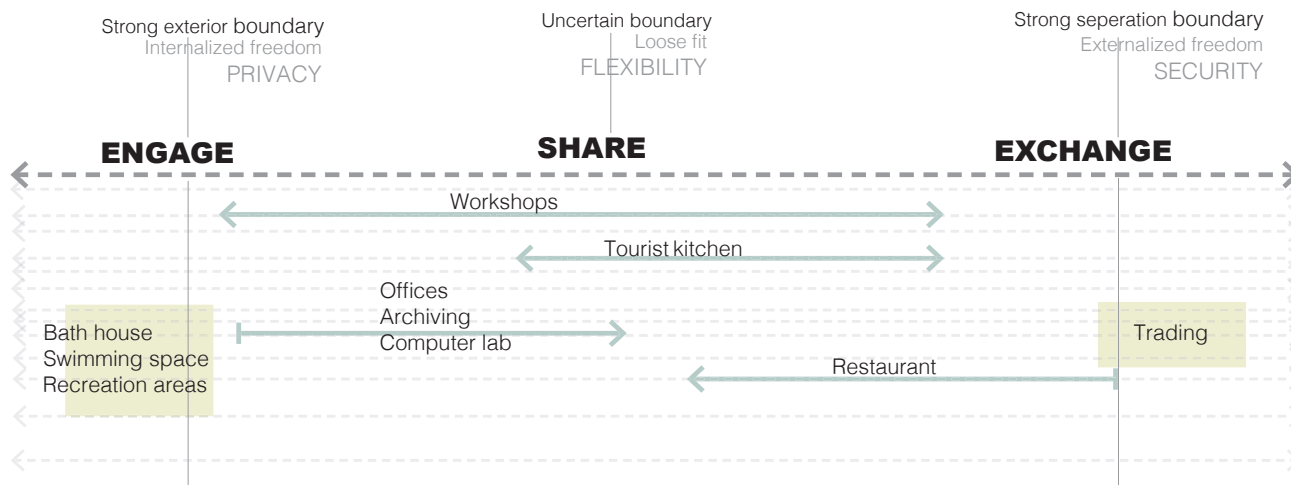 Strong exterior boundary
Internalized freedom
PRIVACY
Uncertain boundary
Loose fit
FLEXIBILITY
Strong seperation boundary
Externalized freedom
SECURITY
ENGAGE
SHARE
EXCHANGE
Workshops
Tourist kitchen
Offices
Archiving
Computer lab
Bath house
Swimming space
Recreation areas
Trading
Restaurant